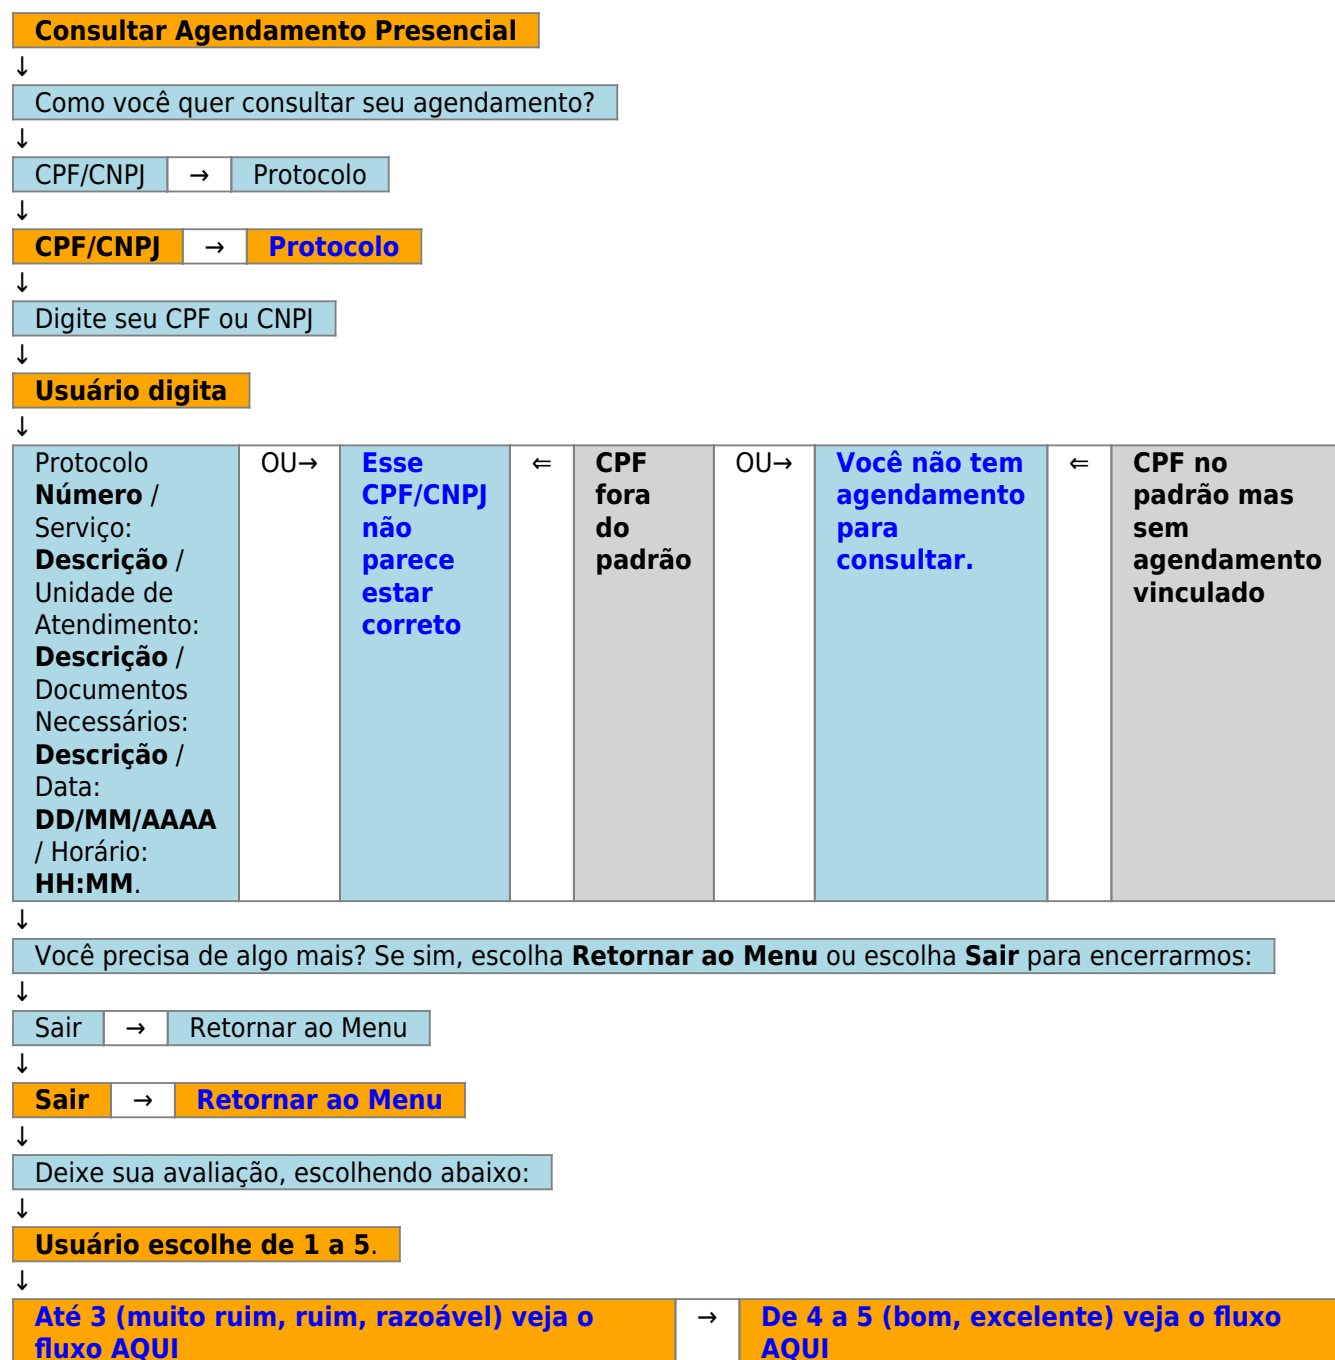 Consultar Agendamento Presencial
↓
Como você quer consultar seu agendamento?
↓
CPF/CNPJ → Protocolo
↓
CPF/CNPJ → Protocolo
↓
Digite seu CPF ou CNPJ
↓
Usuário digita
↓
Protocolo
Número /
Serviço:
Descrição /
Unidade de
Atendimento:
Descrição /
Documentos
Necessários:
Descrição /
Data:
DD/MM/AAAA
/ Horário:
HH:MM.
OU→
Esse
CPF/CNPJ
não
parece
estar
correto
⇐
CPF
fora
do
padrão
OU→
Você não tem
agendamento
para
consultar.
⇐
CPF no
padrão mas
sem
agendamento
vinculado
↓
Você precisa de algo mais? Se sim, escolha Retornar ao Menu ou escolha Sair para encerrarmos:
↓
Sair → Retornar ao Menu
↓
Sair → Retornar ao Menu
↓
Deixe sua avaliação, escolhendo abaixo:
↓
Usuário escolhe de 1 a 5.
↓
Até 3 (muito ruim, ruim, razoável) veja o
fluxo AQUI
→
De 4 a 5 (bom, excelente) veja o fluxo
AQUI